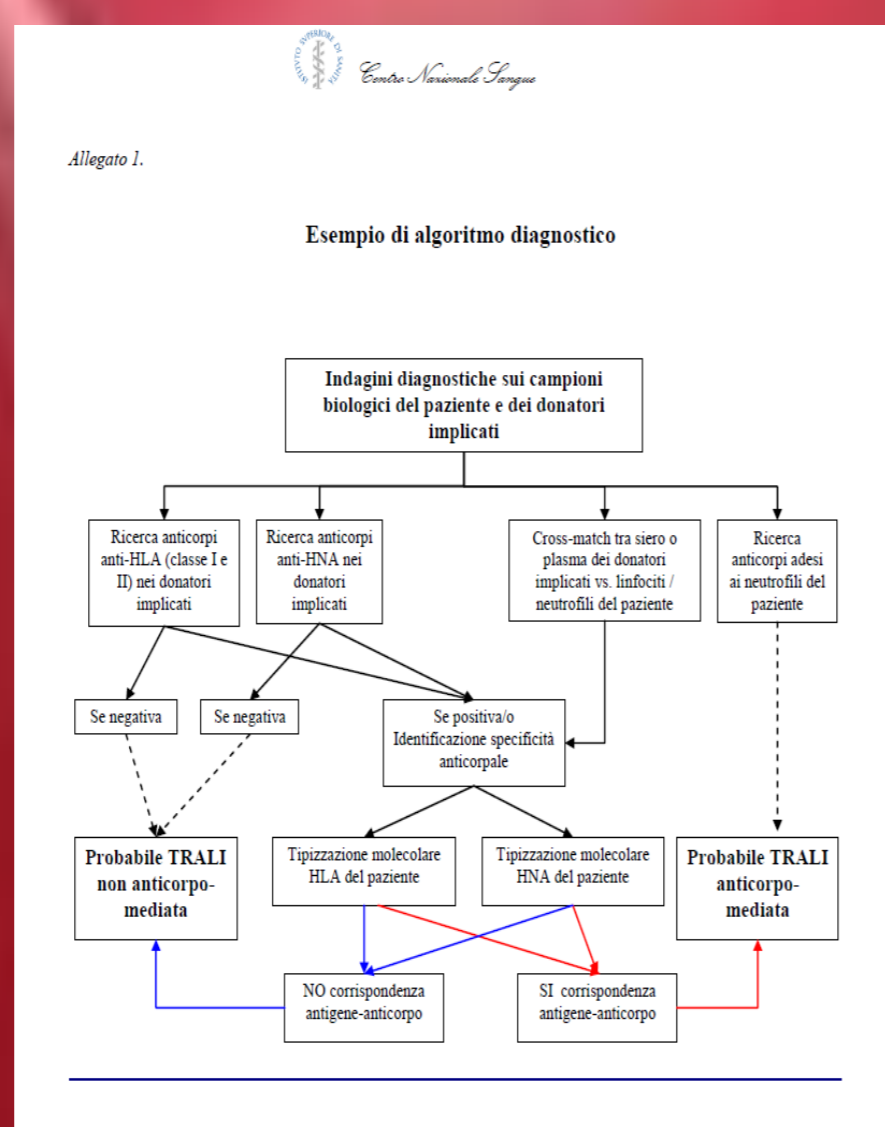 ISTITUTO SUPERIORE DI SANITÀ
Centro Nazionale Sangue
Allegato 1.
Esempio di algoritmo diagnostico
Indagini diagnostiche sui campioni
biologici del paziente e dei donatori
implicati
Ricerca anticorpi
anti-HLA (classe I e
II) nei donatori
implicati
Ricerca anticorpi
anti-HNA nei
donatori
implicati
Cross-match tra siero o
plasma dei donatori
implicati vs. linfociti /
neutrofili del paziente
Ricerca
anticorpi adesi
ai neutrofili del
paziente
Se negativa
Se negativa
Se positiva/o
Identificazione specificità
anticorpale
Probabile TRALI
non anticorpo-
mediata
Tipizzazione molecolare
HLA del paziente
Tipizzazione molecolare
HNA del paziente
Probabile TRALI
anticorpo-
mediata
NO corrispondenza
antigene-anticorpo
SI corrispondenza
antigene-anticorpo